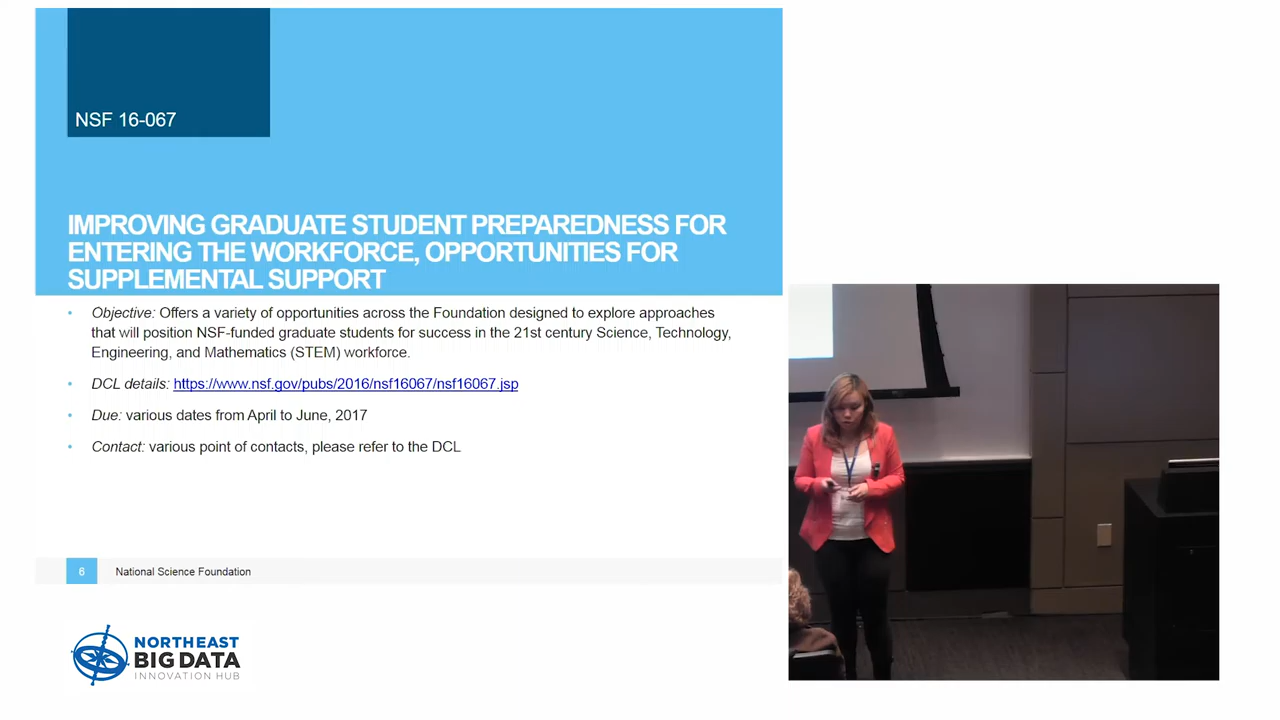 NSF 16-067
IMPROVING GRADUATE STUDENT PREPAREDNESS FOR
ENTERING THE WORKFORCE, OPPORTUNITIES FOR
SUPPLEMENTAL SUPPORT
• Objective: Offers a variety of opportunities across the Foundation designed to explore approaches
that will position NSF-funded graduate students for success in the 21st century Science, Technology,
Engineering, and Mathematics (STEM) workforce.
• DCL details: https://www.nsf.gov/pubs/2016/nsf16067/nsf16067.jsp
• Due: various dates from April to June, 2017
• Contact: various point of contacts, please refer to the DCL
6 National Science Foundation
NORTHEAST
BIG DATA
INNOVATION HUB